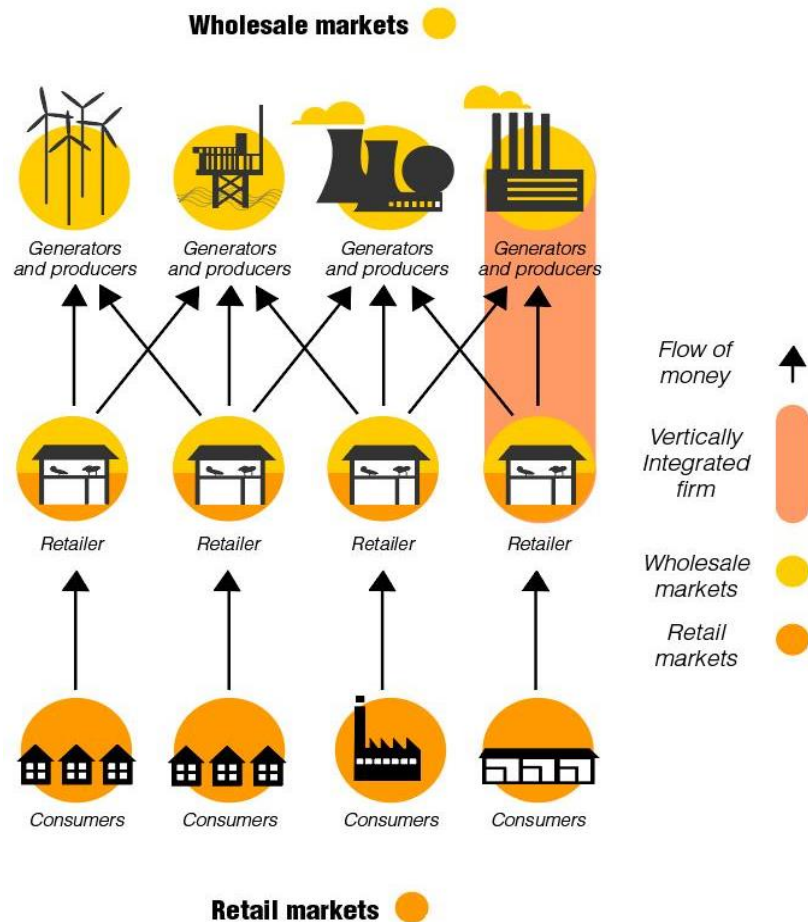 Wholesale markets
Generators
and producers
Generators
and producers
Generators
and producers
Generators
and producers
Flow of
money
Vertically
Integrated
firm
Retailer
Retailer
Retailer
Retailer
Wholesale
markets
Retail
markets
Consumers
Consumers
Consumers
Consumers
Retail markets